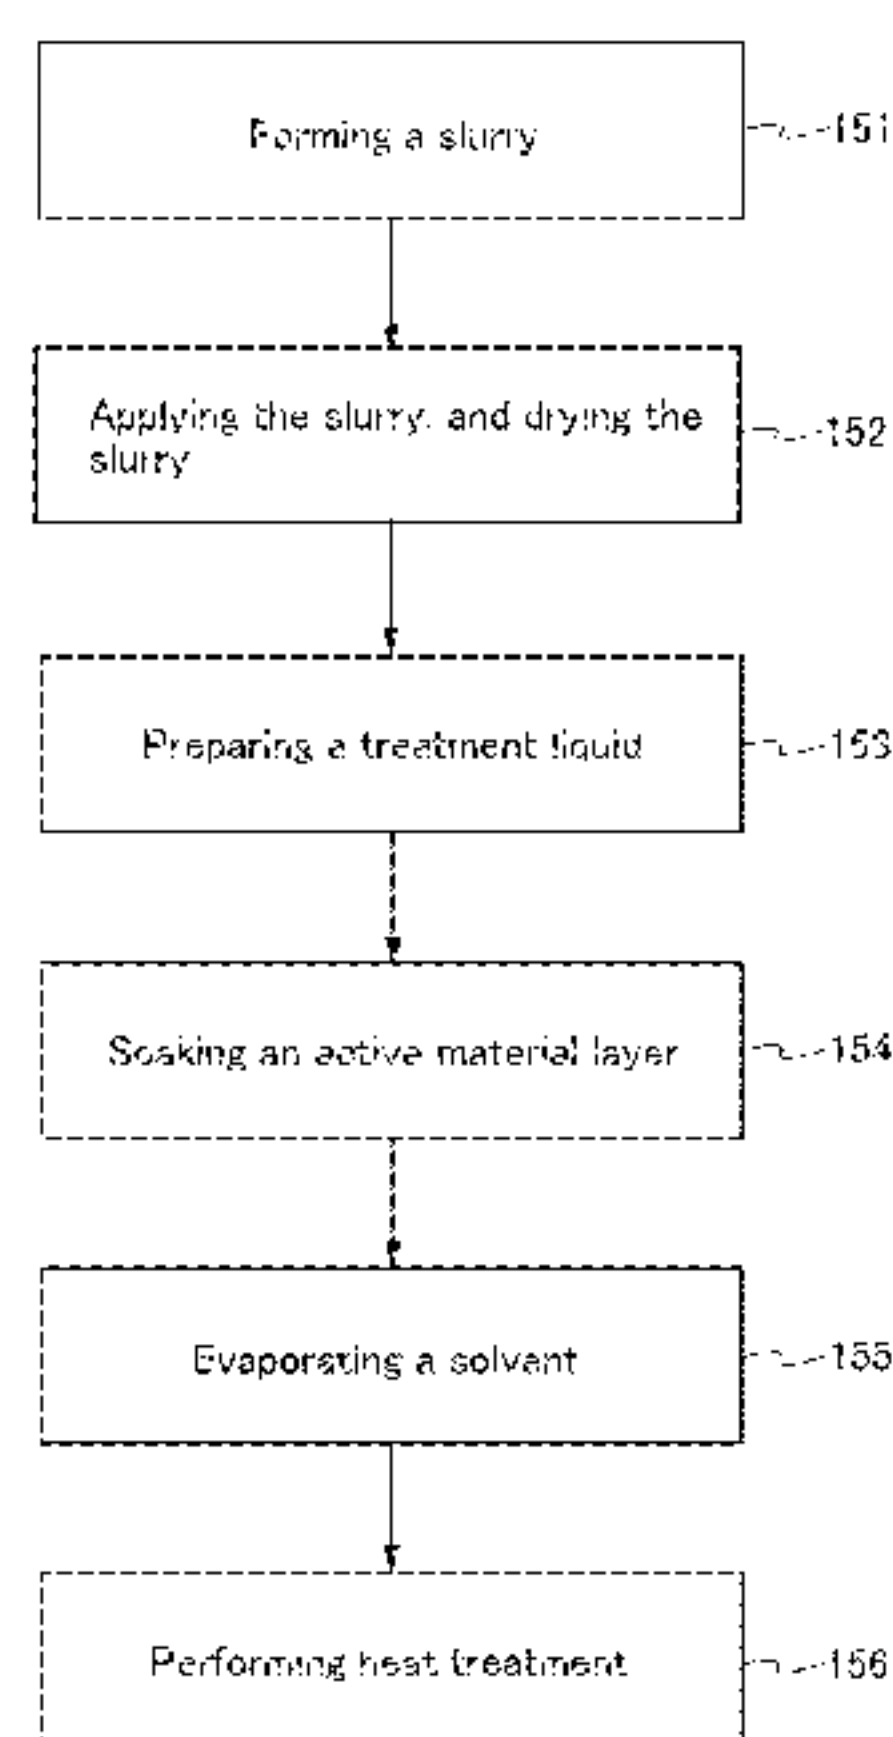 Forming a slurry
151
Applying the slurry, and drying the
slurry
152
Preparing a treatment liquid
153
Soaking an active material layer
154
Evaporating a solvent
155
Performing heat treatment
156